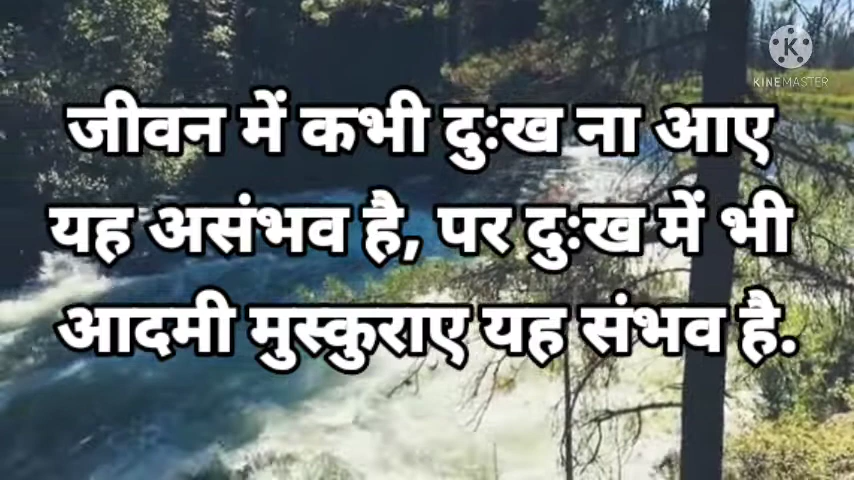 K
KINEMASTER
जीवन में कभी दुःख ना आए
यह असंभव है, पर दुःख में भी
आदमी मुस्कुराए यह संभव है.